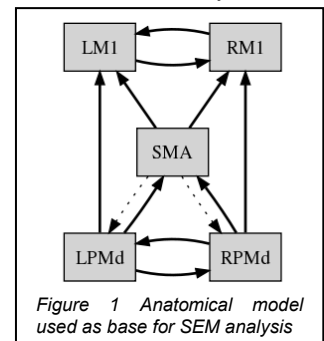 LM1 RM1
SMA
LPMd RPMd
Figure 1 Anatomical model
used as base for SEM analysis